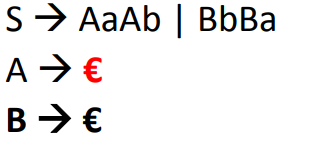 S → AaAb | BbBa
A → €
B → €